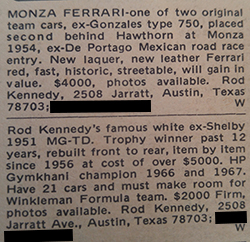 MONZA FERRARI-one of two original
team cars, ex-Gonzales type 750, placed
second behind Hawthorn at Monza
1954, ex-De Portago Mexican road race
entry. New laquer, new leather Ferrari
red, fast, historic, streetable, will gain in
value. $4000, photos available. Rod
Kennedy, 2508 Jarratt, Austin, Texas
78703;
W
Rod Kennedy's famous white ex-Shelby
1951 MG-TD. Trophy winner past 12
years, rebuilt front to rear, item by item
since 1956 at cost of over $5000. HP
Gymkhani champion 1966 and 1967.
Have 21 cars and must make room for
Winkleman Formula team. $2000 Firm,
photos available. Rod Kennedy, 2508
Jarratt Ave., Austin, Texas 78703;
W